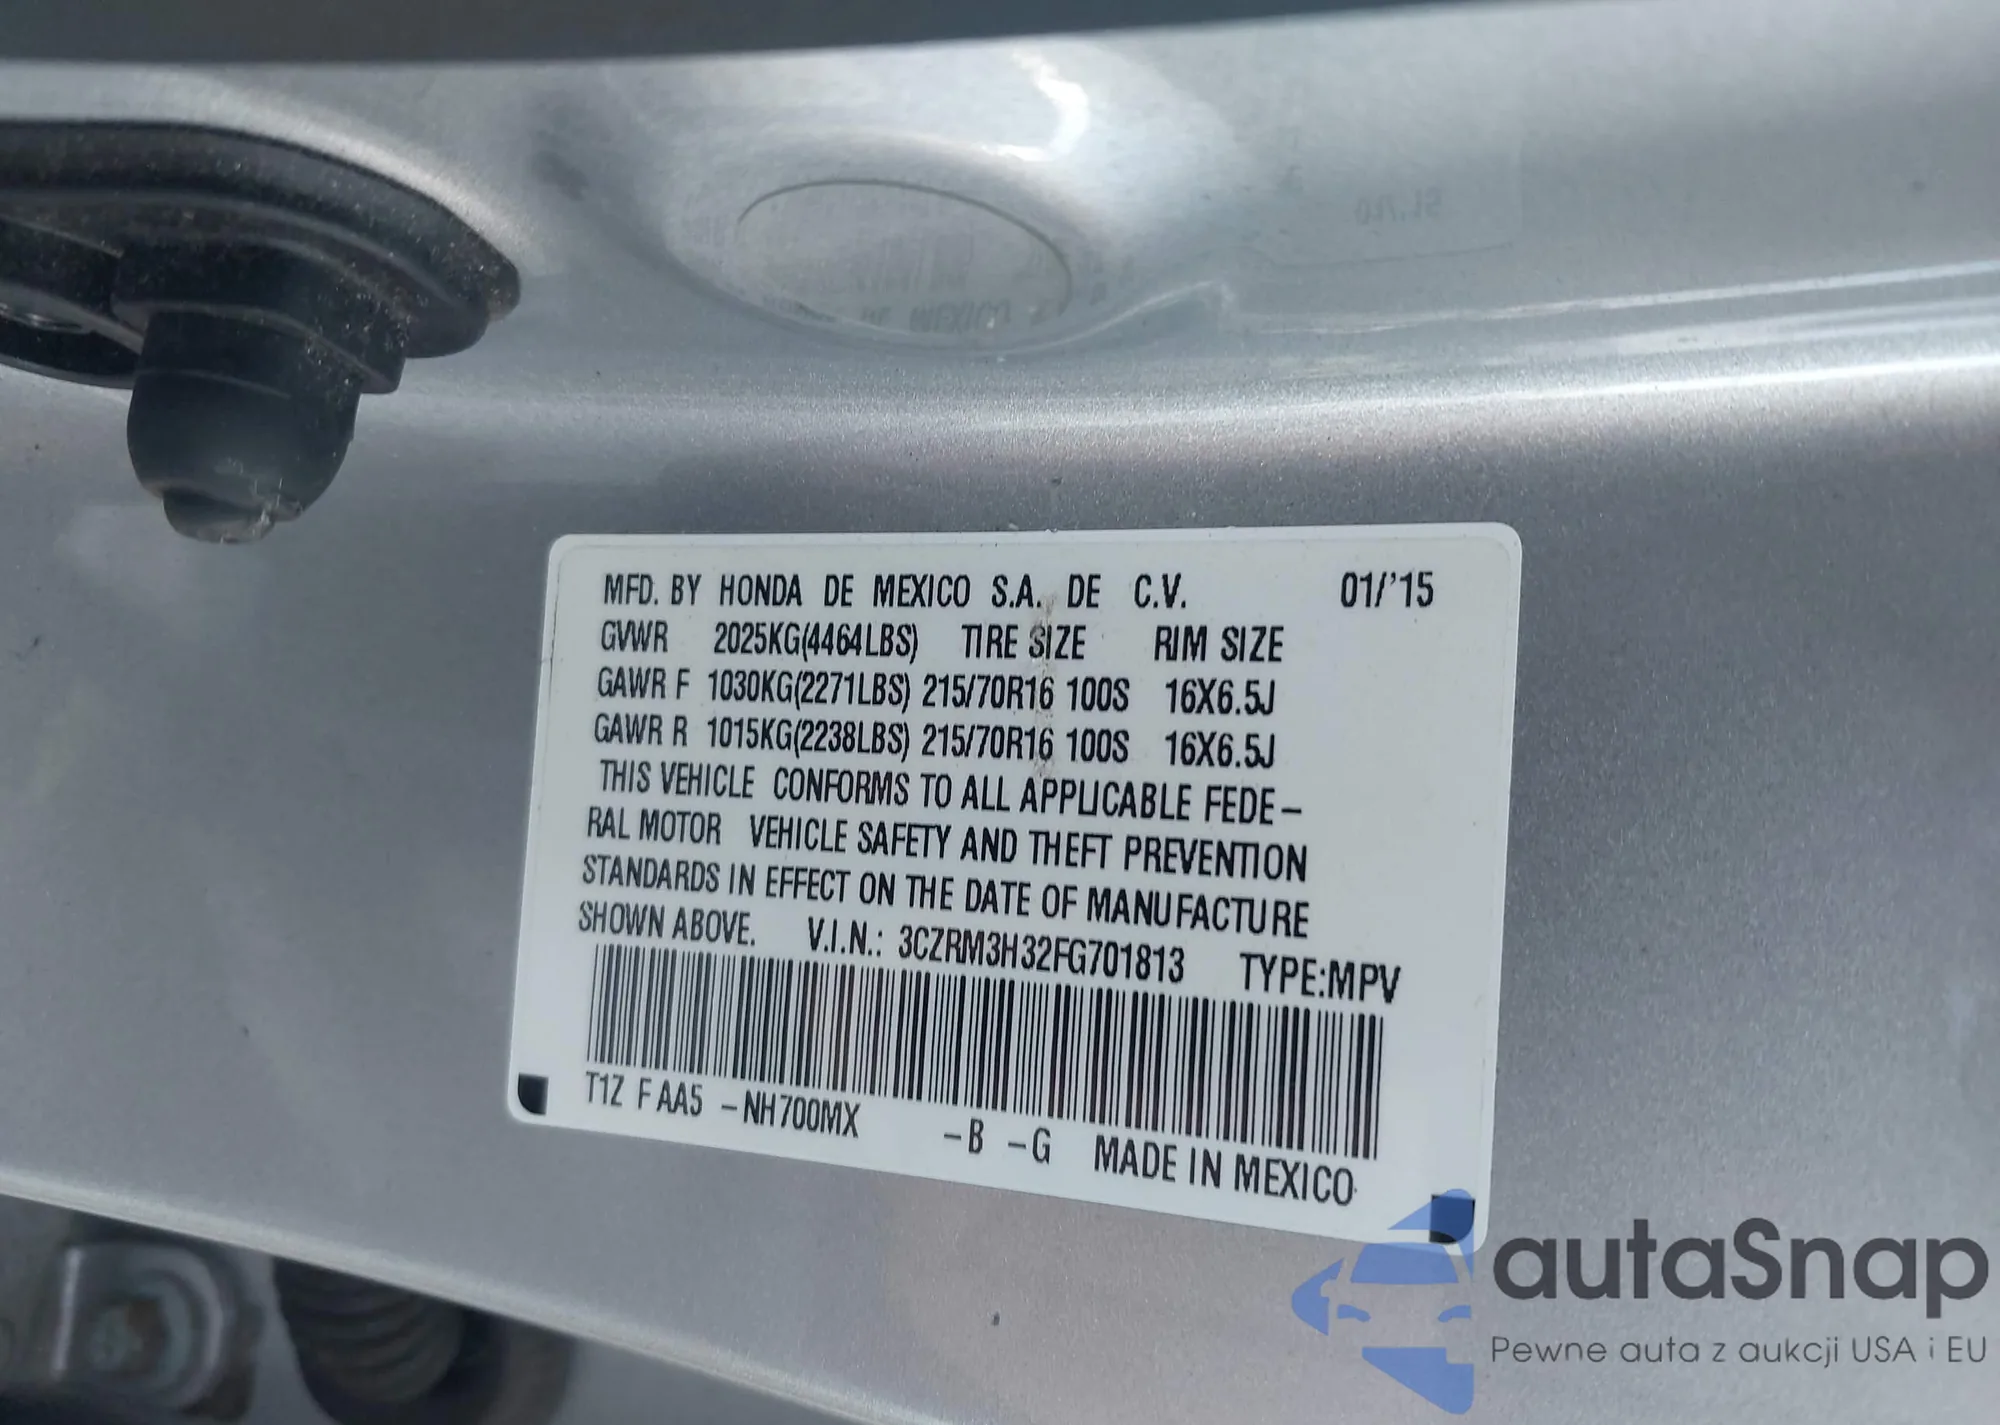 MFD. BY HONDA DE MEXICO S.A. DE C.V. 01/'15
GVWR 2025KG(4464LBS) TIRE SIZE RIM SIZE
GAWR F 1030KG(2271LBS) 215/70R16 100S 16X6.5J
GAWR R 1015KG(2238LBS) 215/70R16 100S 16X6.5J
THIS VEHICLE CONFORMS TO ALL APPLICABLE FEDE-
RAL MOTOR VEHICLE SAFETY AND THEFT PREVENTION
STANDARDS IN EFFECT ON THE DATE OF MANUFACTURE
SHOWN ABOVE. V.I.N.: 3CZRM3H32FG701813 TYPE:MPV
T1Z F AA5 -NH700MX -B -G MADE IN MEXICO
autaSnap
Pewne auta z aukcji USA i EU